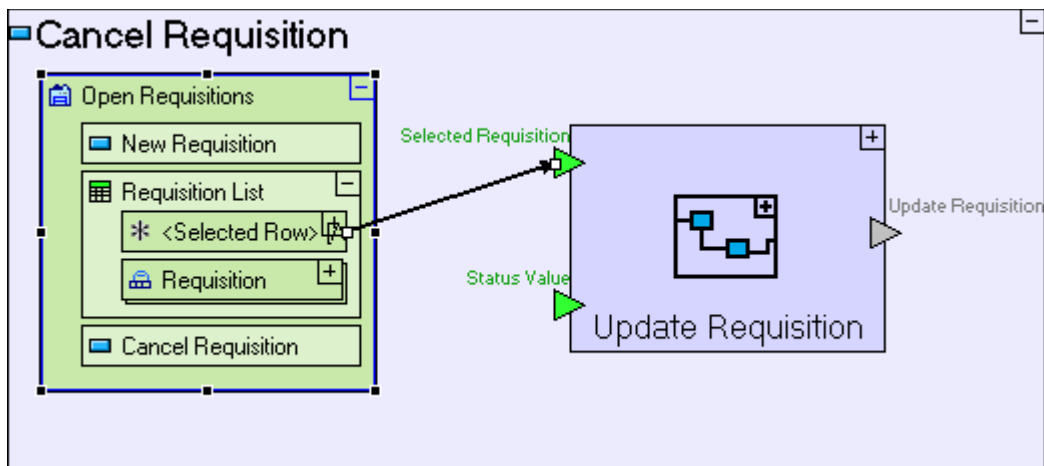 Cancel Requisition
Open Requisitions
New Requisition
Requisition List
<Selected Row>
Requisition
Cancel Requisition
Selected Requisition
Status Value
Update Requisition
Update Requisition